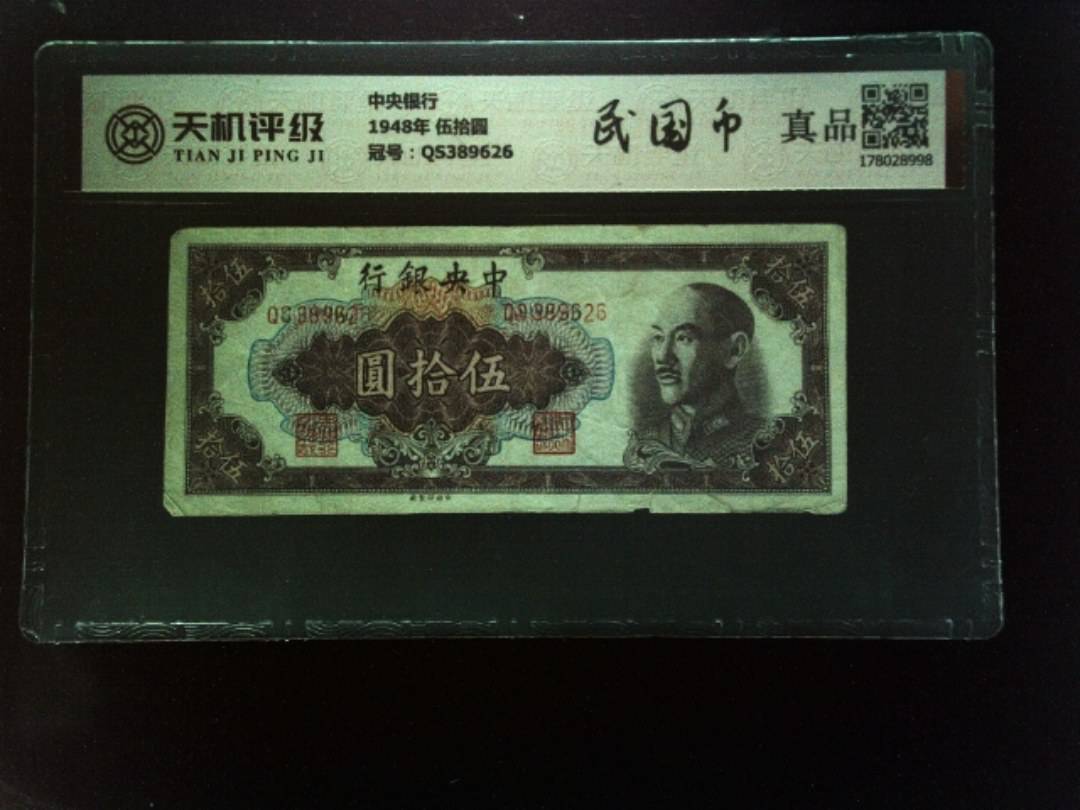 天机评级
TIAN JI PING JI
中央银行
1948年 伍拾圆
冠号：QS389626
民国币
真品
178028998
伍拾
拾伍
行銀央中
QS389626 QS389626
圓拾伍
拾伍
拾伍